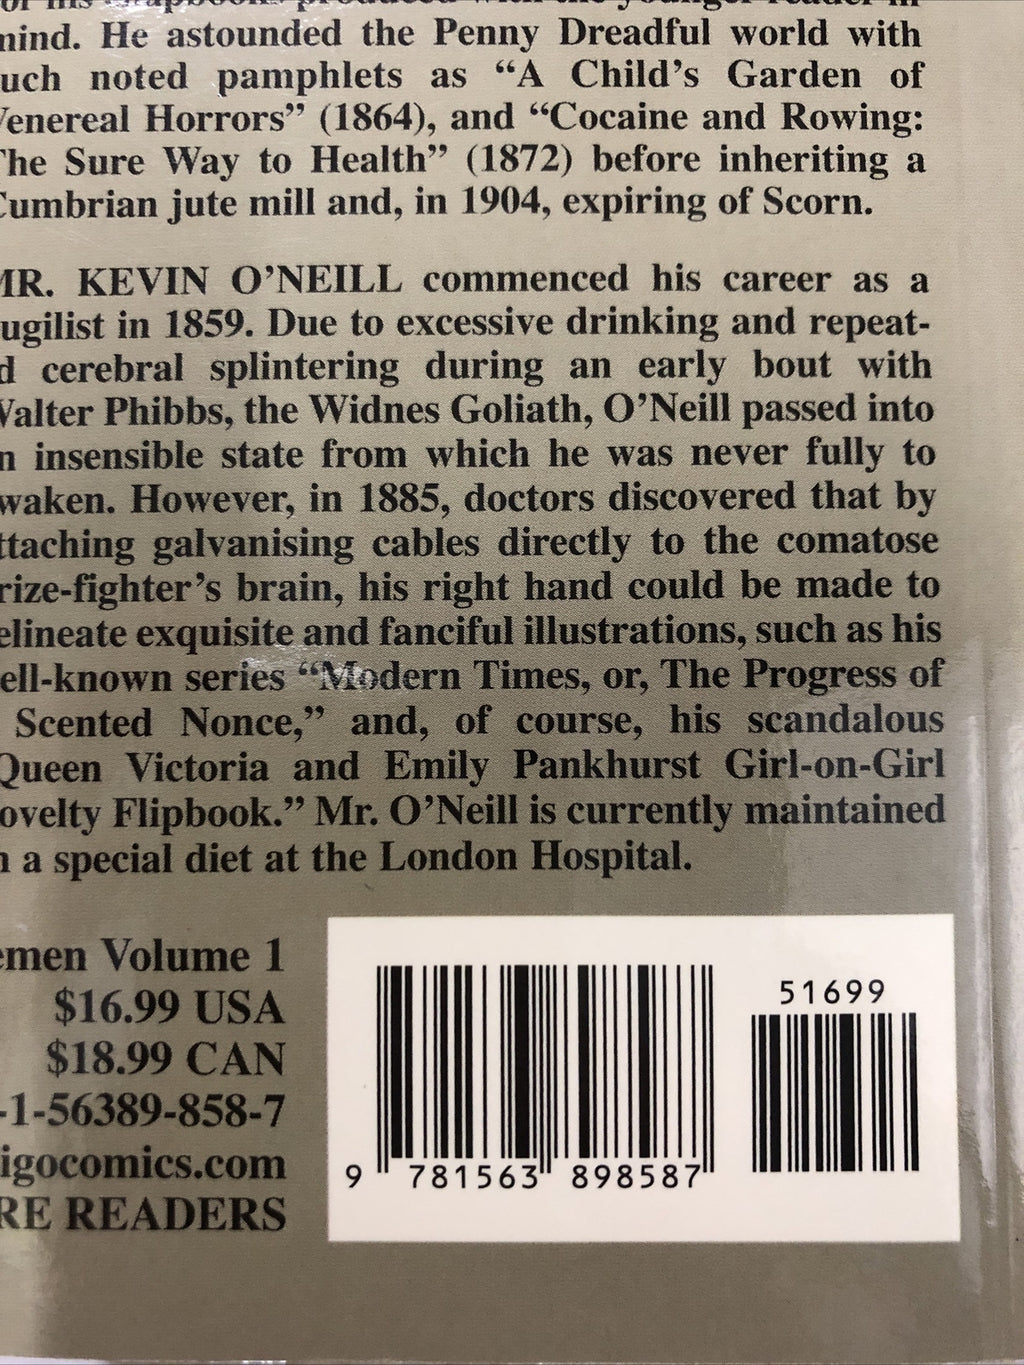 mind. He astounded the Penny Dreadful world with
uch noted pamphlets as “A Child’s Garden of
Venereal Horrors” (1864), and “Cocaine and Rowing:
The Sure Way to Health” (1872) before inheriting a
Cumbrian jute mill and, in 1904, expiring of Scorn.
MR. KEVIN O’NEILL commenced his career as a
ugilist in 1859. Due to excessive drinking and repeat-
d cerebral splintering during an early bout with
Walter Phibbs, the Widnes Goliath, O’Neill passed into
n insensible state from which he was never fully to
waken. However, in 1885, doctors discovered that by
ttaching galvanising cables directly to the comatose
rize-fighter’s brain, his right hand could be made to
elineate exquisite and fanciful illustrations, such as his
ell-known series “Modern Times, or, The Progress of
Scented Nonce,” and, of course, his scandalous
Queen Victoria and Emily Pankhurst Girl-on-Girl
ovelty Flipbook.” Mr. O’Neill is currently maintained
n a special diet at the London Hospital.
emen Volume 1
$16.99 USA
$18.99 CAN
-1-56389-858-7
igocomics.com
RE READERS
51699
9 781563 898587